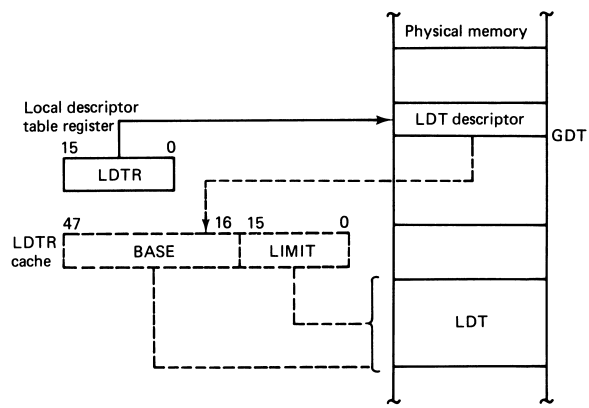 Physical memory
Local descriptor
table register
LDT descriptor
GDT
15 0
LDTR
47 16 15 0
LDTR
cache
BASE
LIMIT
LDT